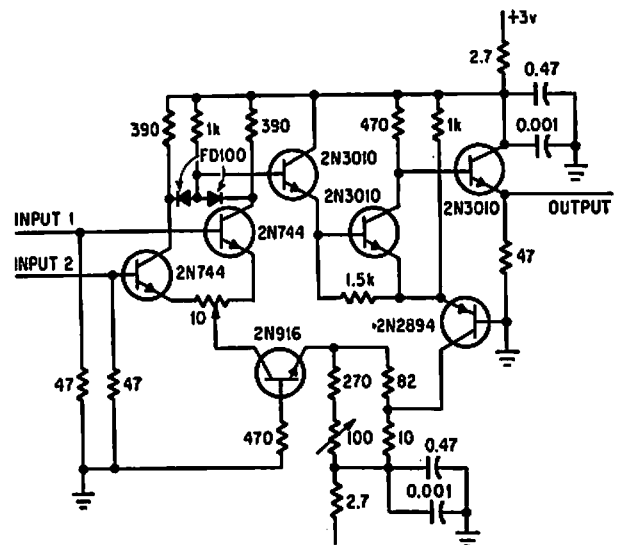 +3v
2.7
0.47
390
1k
390
470
1k
0.001
FD100
2N3010
2N3010
2N3010
OUTPUT
INPUT 1
2N744
INPUT 2
2N744
1.5k
47
10
2N2894
2N916
47
47
270
82
470
100
10
0.47
0.001
2.7